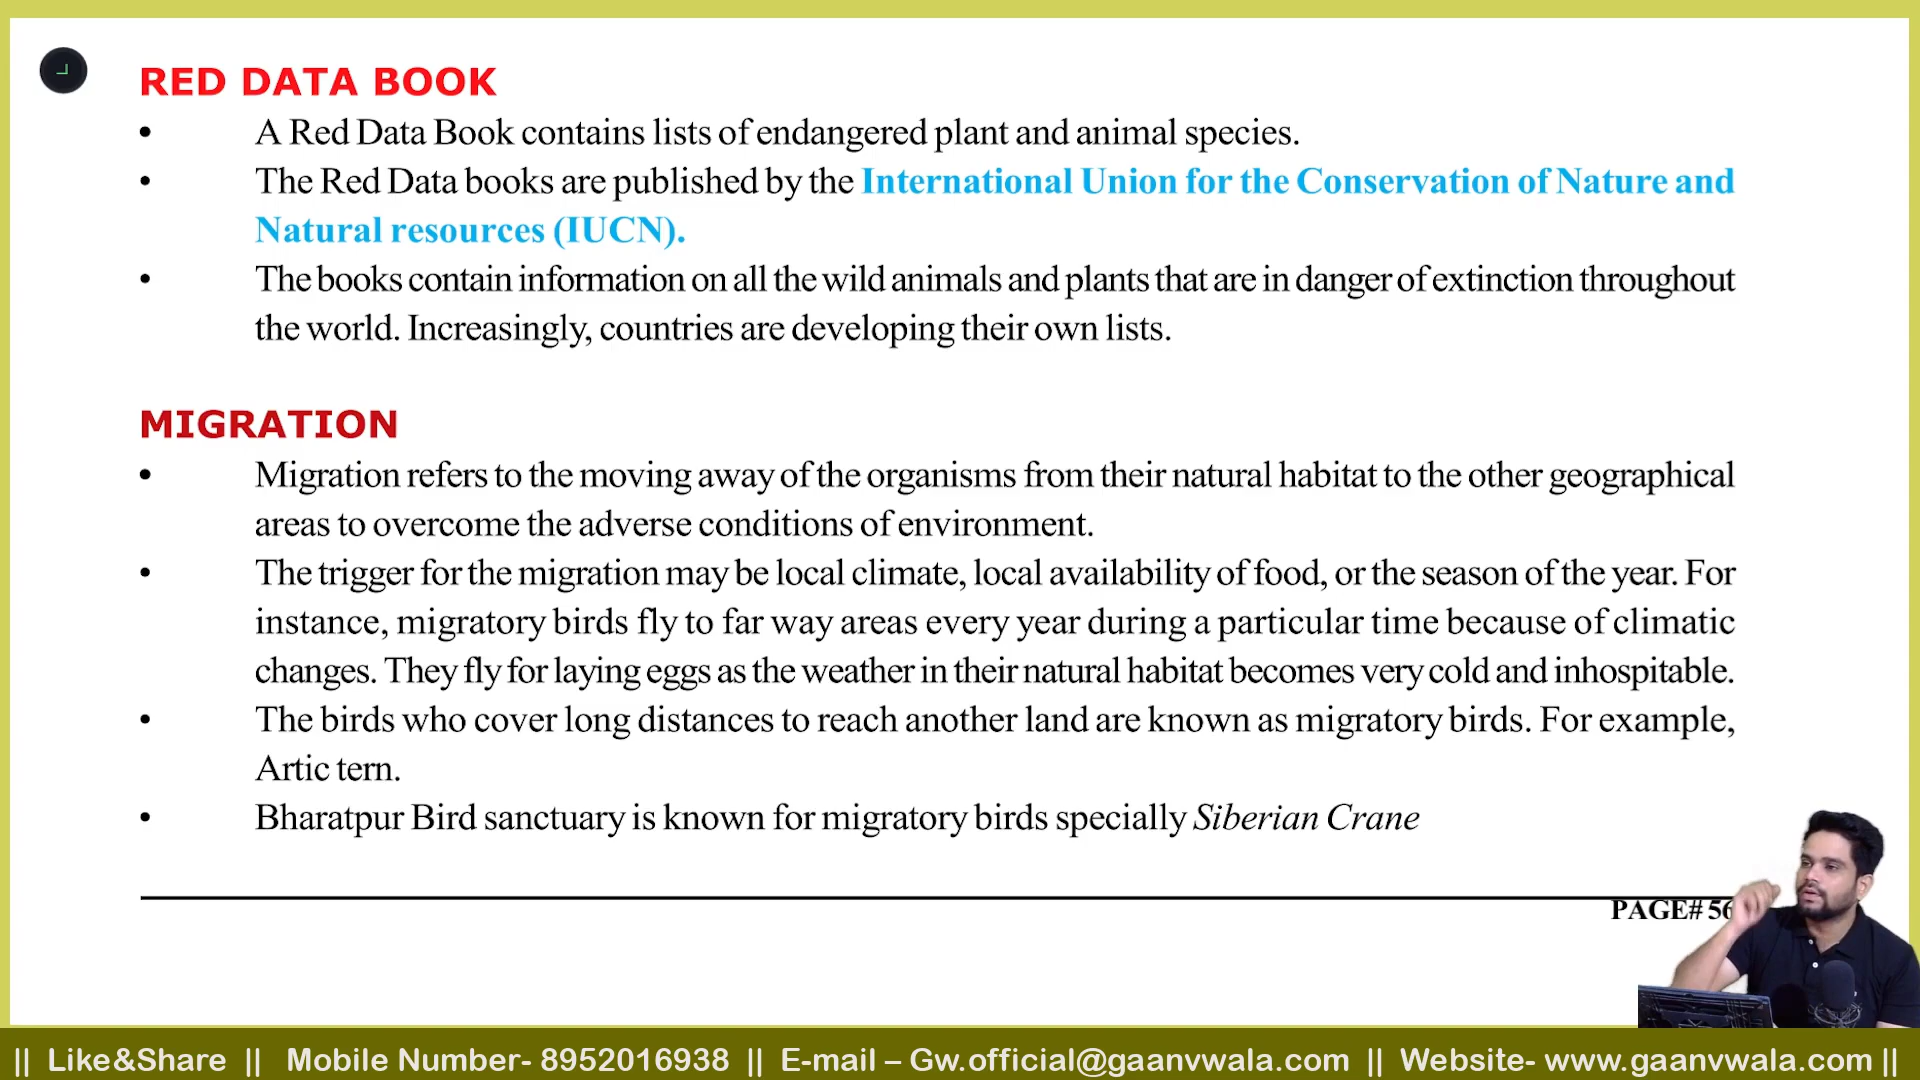 RED DATA BOOK
• A Red Data Book contains lists of endangered plant and animal species.
• The Red Data books are published by the International Union for the Conservation of Nature and
Natural resources (IUCN).
• The books contain information on all the wild animals and plants that are in danger of extinction throughout
the world. Increasingly, countries are developing their own lists.
MIGRATION
• Migration refers to the moving away of the organisms from their natural habitat to the other geographical
areas to overcome the adverse conditions of environment.
• The trigger for the migration may be local climate, local availability of food, or the season of the year. For
instance, migratory birds fly to far way areas every year during a particular time because of climatic
changes. They fly for laying eggs as the weather in their natural habitat becomes very cold and inhospitable.
• The birds who cover long distances to reach another land are known as migratory birds. For example,
Artic tern.
• Bharatpur Bird sanctuary is known for migratory birds specially Siberian Crane
PAGE# 56
|| Like&Share || Mobile Number- 8952016938 || E-mail – Gw.official@gaanvwala.com || Website- www.gaanvwala.com ||